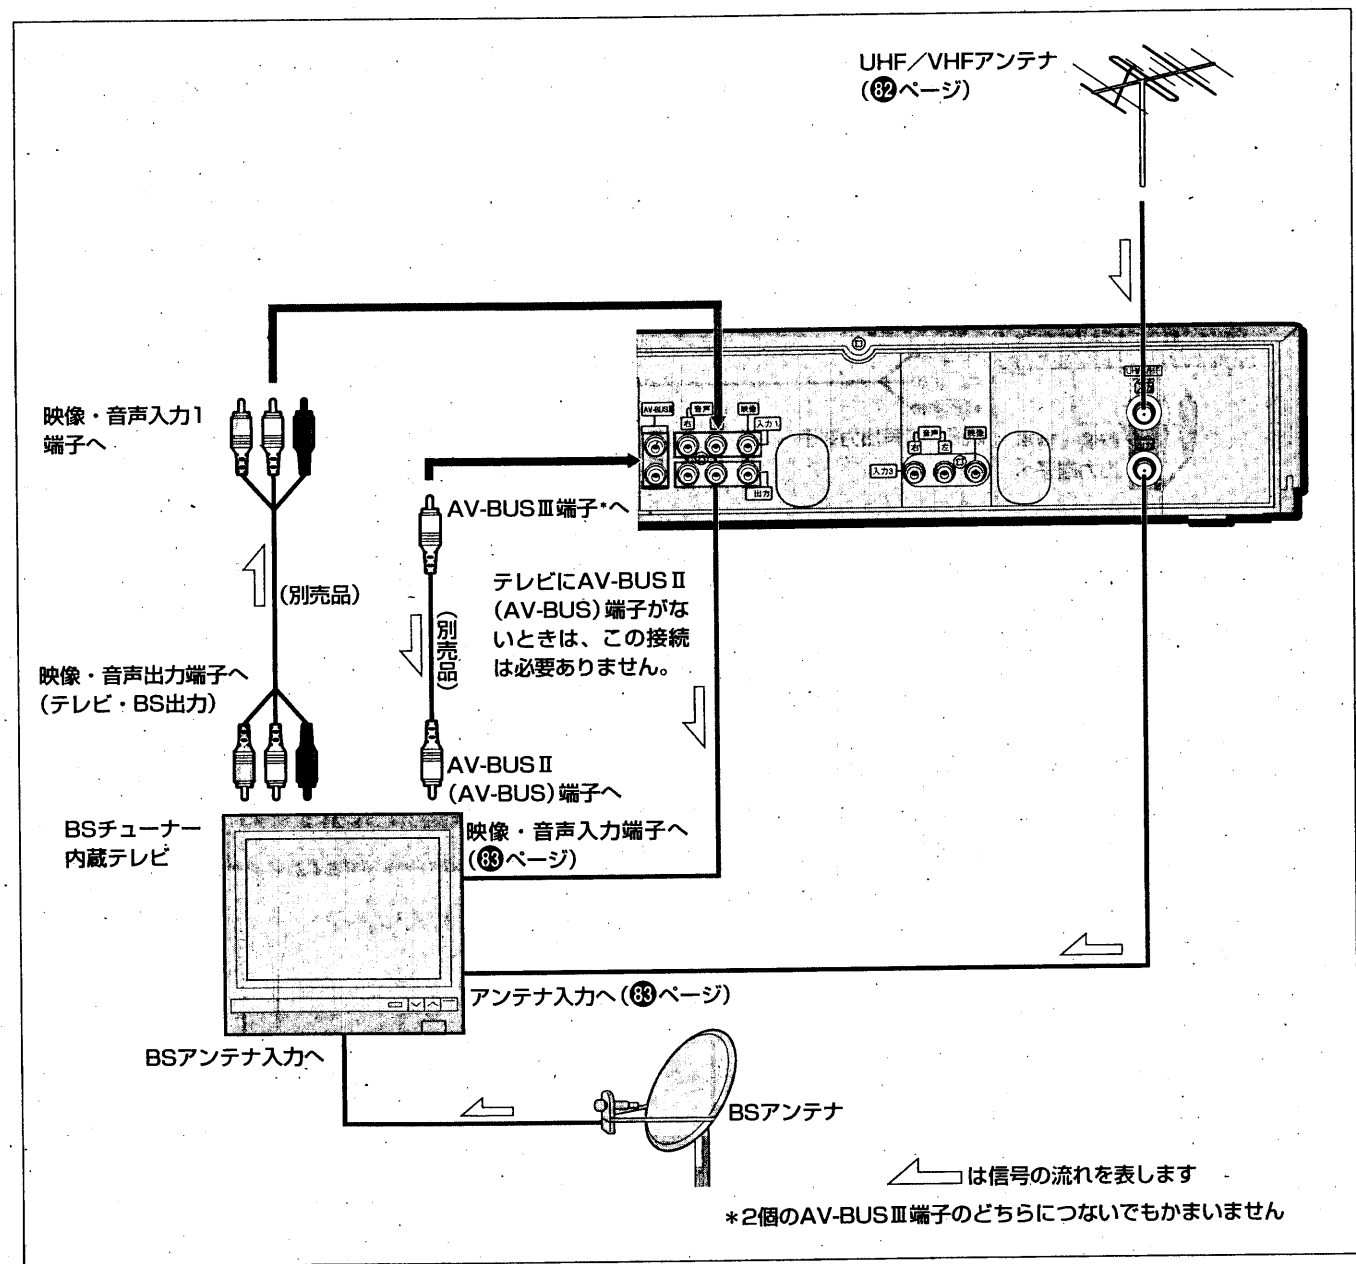 UHF／VHFアンテナ
（82ページ）
映像・音声入力1
端子へ
AV-BUSⅢ
音声
映像
右
入力1
出力
音声
映像
右
左
入力3
AV-BUSⅢ端子*へ
（別売品）
テレビにAV-BUSⅡ
（AV-BUS）端子がな
いときは、この接続
は必要ありません。
（別売品）
映像・音声出力端子へ
（テレビ・BS出力）
AV-BUSⅡ
（AV-BUS）端子へ
BSチューナー
内蔵テレビ
映像・音声入力端子へ
（83ページ）
アンテナ入力へ（83ページ）
BSアンテナ入力へ
BSアンテナ
は信号の流れを表します
*2個のAV-BUSⅢ端子のどちらにつないでもかまいません